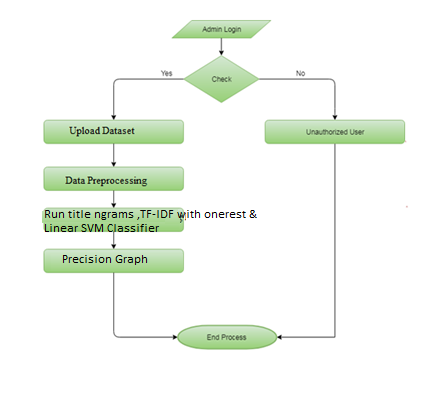 Admin Login
Check
Yes
No
Upload Dataset
Unauthorized User
Data Preprocessing
Run title ngrams ,TF-IDF with onerest &
Linear SVM Classifier
Precision Graph
End Process